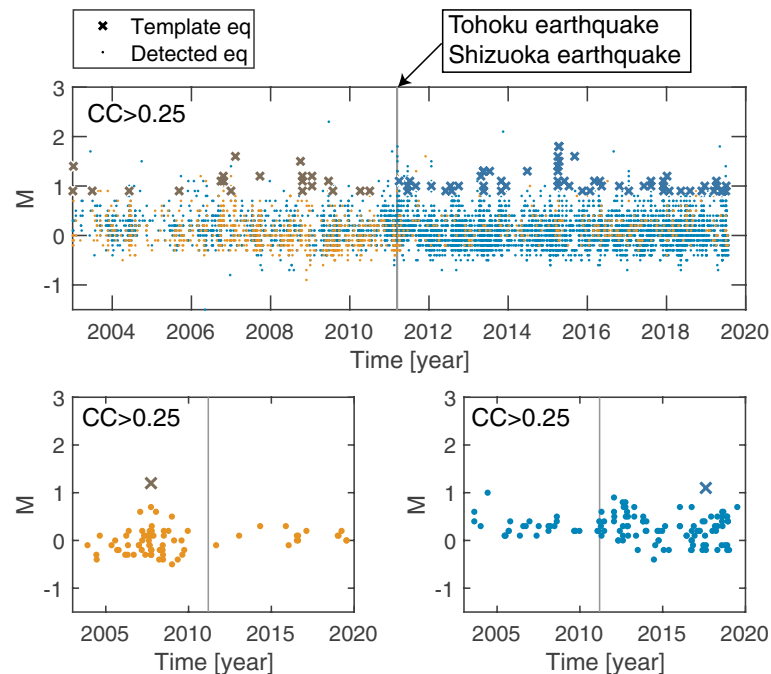 Template eq
Detected eq
Tohoku earthquake
Shizuoka earthquake
CC>0.25
3
2
1
0
-1
M
2004 2006 2008 2010 2012 2014 2016 2018 2020
Time [year]
CC>0.25
3
2
1
0
-1
M
2005 2010 2015 2020
Time [year]
CC>0.25
3
2
1
0
-1
M
2005 2010 2015 2020
Time [year]